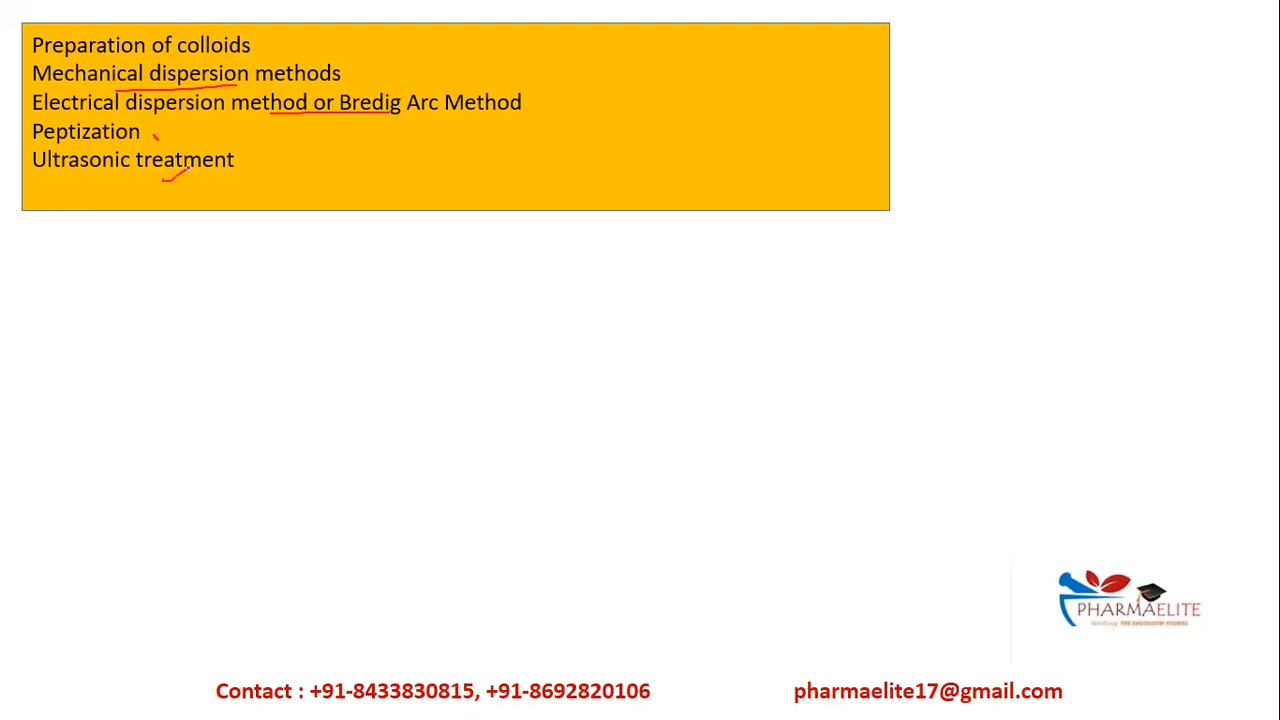 Preparation of colloids
Mechanical dispersion methods
Electrical dispersion method or Bredig Arc Method
Peptization
Ultrasonic treatment
PHARMAELITE
Contact : +91-8433830815, +91-8692820106
pharmaelite17@gmail.com